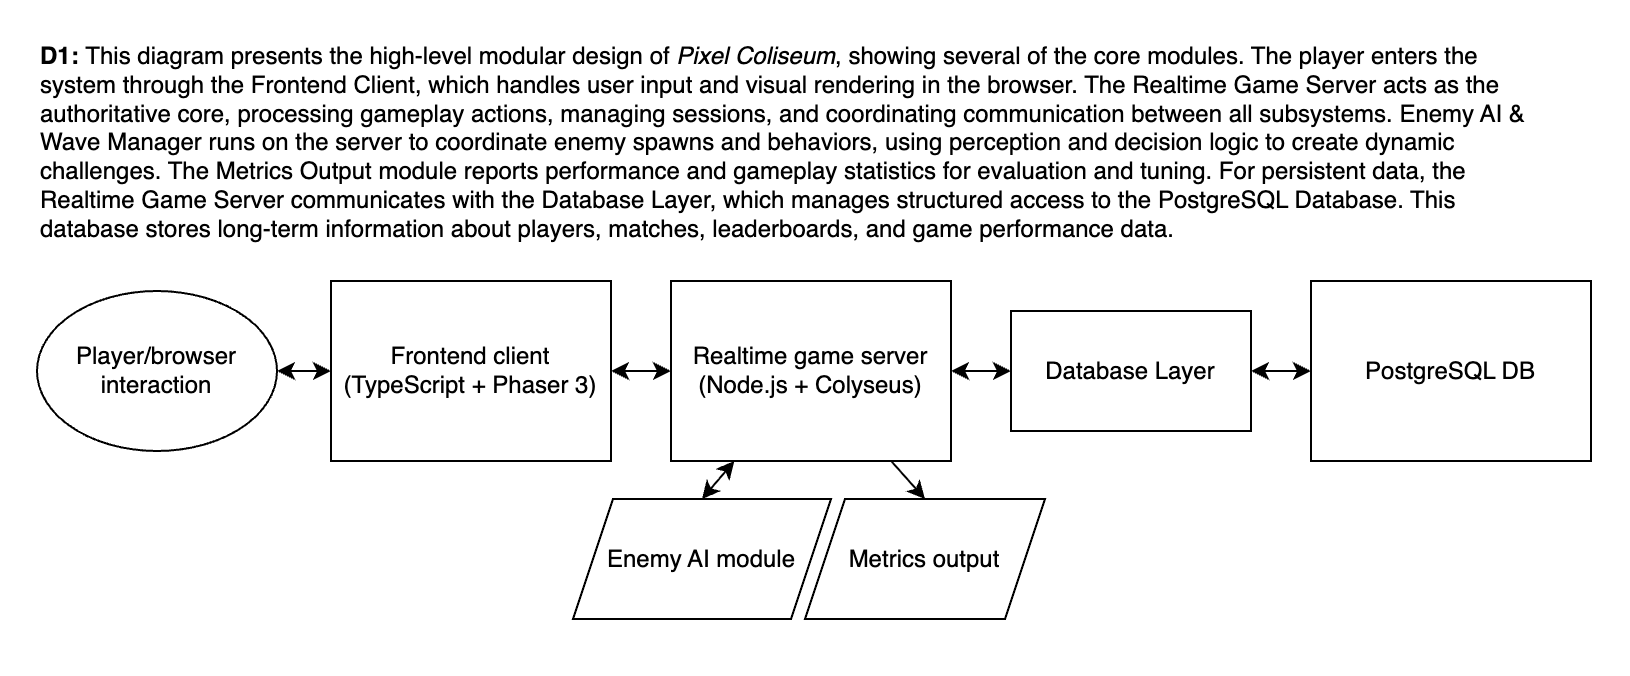 D1: This diagram presents the high-level modular design of Pixel Coliseum, showing several of the core modules. The player enters the
system through the Frontend Client, which handles user input and visual rendering in the browser. The Realtime Game Server acts as the
authoritative core, processing gameplay actions, managing sessions, and coordinating communication between all subsystems. Enemy AI &
Wave Manager runs on the server to coordinate enemy spawns and behaviors, using perception and decision logic to create dynamic
challenges. The Metrics Output module reports performance and gameplay statistics for evaluation and tuning. For persistent data, the
Realtime Game Server communicates with the Database Layer, which manages structured access to the PostgreSQL Database. This
database stores long-term information about players, matches, leaderboards, and game performance data.
Player/browser
interaction
Frontend client
(TypeScript + Phaser 3)
Realtime game server
(Node.js + Colyseus)
Database Layer
PostgreSQL DB
Enemy AI module
Metrics output